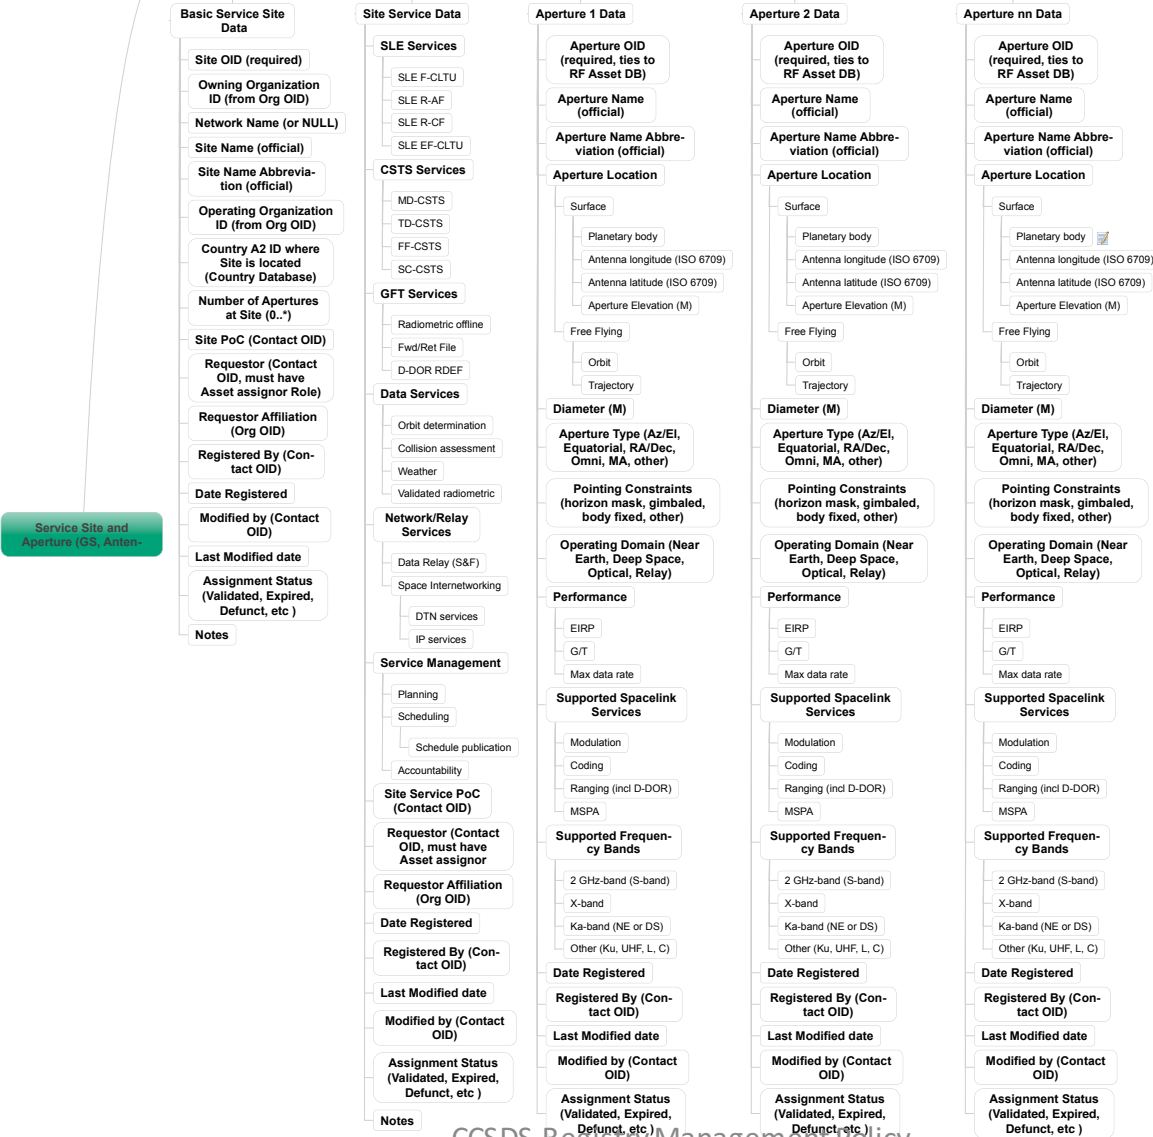 Service Site and
Aperture (GS, Anten-
Basic Service Site
Data
Site OID (required)
Owning Organization
ID (from Org OID)
Network Name (or NULL)
Site Name (official)
Site Name Abbrevia-
tion (official)
Operating Organization
ID (from Org OID)
Country A2 ID where
Site is located
(Country Database)
Number of Apertures
at Site (0..*)
Site PoC (Contact OID)
Requestor (Contact
OID, must have
Asset assignor Role)
Requestor Affiliation
(Org OID)
Registered By (Con-
tact OID)
Date Registered
Modified by (Contact
OID)
Last Modified date
Assignment Status
(Validated, Expired,
Defunct, etc )
Notes
Site Service Data
SLE Services
SLE F-CLTU
SLE R-AF
SLE R-CF
SLE EF-CLTU
CSTS Services
MD-CSTS
TD-CSTS
FF-CSTS
SC-CSTS
GFT Services
Radiometric offline
Fwd/Ret File
D-DOR RDEF
Data Services
Orbit determination
Collision assessment
Weather
Validated radiometric
Network/Relay
Services
Data Relay (S&F)
Space Internetworking
DTN services
IP services
Service Management
Planning
Scheduling
Schedule publication
Accountability
Site Service PoC
(Contact OID)
Requestor (Contact
OID, must have
Asset assignor
Requestor Affiliation
(Org OID)
Date Registered
Registered By (Con-
tact OID)
Last Modified date
Modified by (Contact
OID)
Assignment Status
(Validated, Expired,
Defunct, etc )
Notes
Aperture 1 Data
Aperture OID
(required, ties to
RF Asset DB)
Aperture Name
(official)
Aperture Name Abbre-
viation (official)
Aperture Location
Surface
Planetary body
Antenna longitude (ISO 6709)
Antenna latitude (ISO 6709)
Aperture Elevation (M)
Free Flying
Orbit
Trajectory
Diameter (M)
Aperture Type (Az/El,
Equatorial, RA/Dec,
Omni, MA, other)
Pointing Constraints
(horizon mask, gimbaled,
body fixed, other)
Operating Domain (Near
Earth, Deep Space,
Optical, Relay)
Performance
EIRP
G/T
Max data rate
Supported Spacelink
Services
Modulation
Coding
Ranging (incl D-DOR)
MSPA
Supported Frequen-
cy Bands
2 GHz-band (S-band)
X-band
Ka-band (NE or DS)
Other (Ku, UHF, L, C)
Date Registered
Registered By (Con-
tact OID)
Last Modified date
Modified by (Contact
OID)
Assignment Status
(Validated, Expired,
Defunct, etc )
Aperture 2 Data
Aperture OID
(required, ties to
RF Asset DB)
Aperture Name
(official)
Aperture Name Abbre-
viation (official)
Aperture Location
Surface
Planetary body
Antenna longitude (ISO 6709)
Antenna latitude (ISO 6709)
Aperture Elevation (M)
Free Flying
Orbit
Trajectory
Diameter (M)
Aperture Type (Az/El,
Equatorial, RA/Dec,
Omni, MA, other)
Pointing Constraints
(horizon mask, gimbaled,
body fixed, other)
Operating Domain (Near
Earth, Deep Space,
Optical, Relay)
Performance
EIRP
G/T
Max data rate
Supported Spacelink
Services
Modulation
Coding
Ranging (incl D-DOR)
MSPA
Supported Frequen-
cy Bands
2 GHz-band (S-band)
X-band
Ka-band (NE or DS)
Other (Ku, UHF, L, C)
Date Registered
Registered By (Con-
tact OID)
Last Modified date
Modified by (Contact
OID)
Assignment Status
(Validated, Expired,
Defunct, etc )
Aperture nn Data
Aperture OID
(required, ties to
RF Asset DB)
Aperture Name
(official)
Aperture Name Abbre-
viation (official)
Aperture Location
Surface
Planetary body
Antenna longitude (ISO 6709)
Antenna latitude (ISO 6709)
Aperture Elevation (M)
Free Flying
Orbit
Trajectory
Diameter (M)
Aperture Type (Az/El,
Equatorial, RA/Dec,
Omni, MA, other)
Pointing Constraints
(horizon mask, gimbaled,
body fixed, other)
Operating Domain (Near
Earth, Deep Space,
Optical, Relay)
Performance
EIRP
G/T
Max data rate
Supported Spacelink
Services
Modulation
Coding
Ranging (incl D-DOR)
MSPA
Supported Frequen-
cy Bands
2 GHz-band (S-band)
X-band
Ka-band (NE or DS)
Other (Ku, UHF, L, C)
Date Registered
Registered By (Con-
tact OID)
Last Modified date
Modified by (Contact
OID)
Assignment Status
(Validated, Expired,
Defunct, etc )
CCSDS Registry Management Policy